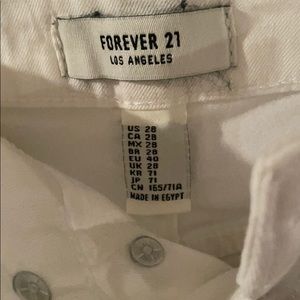 FOREVER 21
LOS ANGELES
US 28
CA 28
MX 28
BR 28
EU 40
UK 28
KR 71
JP 71
CN 165/71A
MADE IN EGYPT